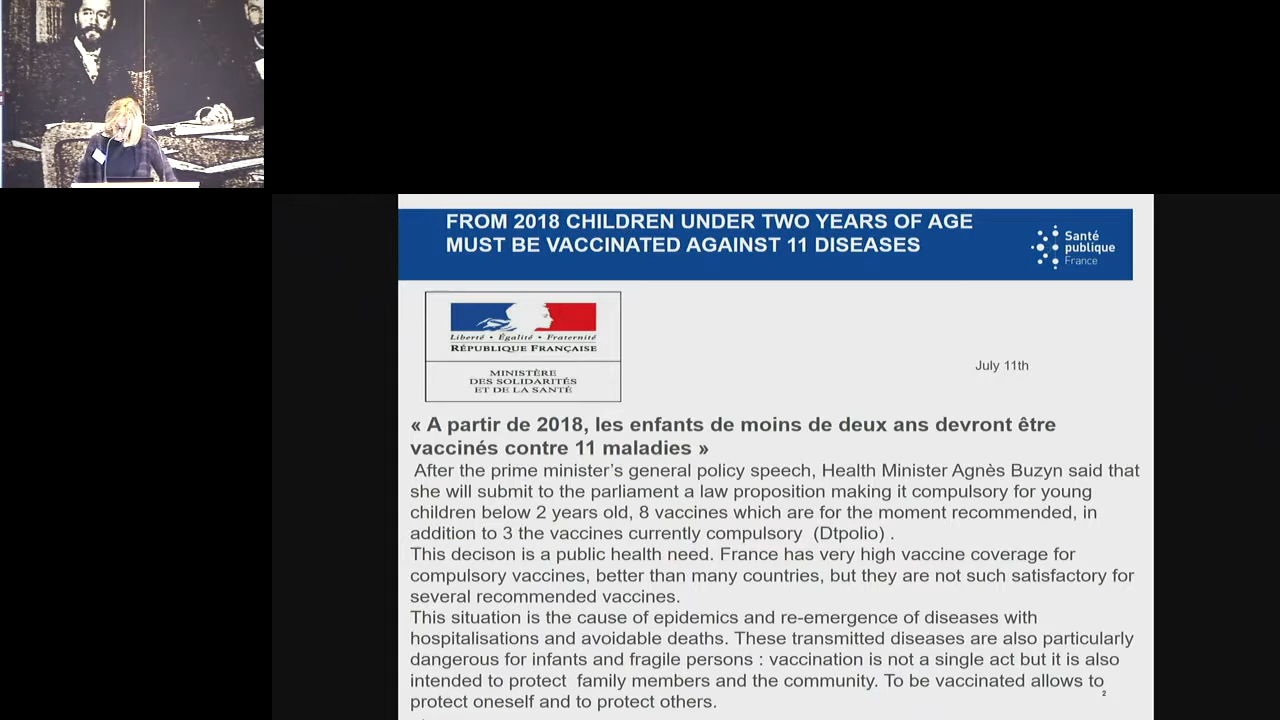 FROM 2018 CHILDREN UNDER TWO YEARS OF AGE
MUST BE VACCINATED AGAINST 11 DISEASES
Santé
publique
France
Liberté • Égalité • Fraternité
RÉPUBLIQUE FRANÇAISE
MINISTÈRE
DES SOLIDARITÉS
ET DE LA SANTÉ
July 11th
« A partir de 2018, les enfants de moins de deux ans devront être
vaccinés contre 11 maladies »
After the prime minister's general policy speech, Health Minister Agnès Buzyn said that
she will submit to the parliament a law proposition making it compulsory for young
children below 2 years old, 8 vaccines which are for the moment recommended, in
addition to 3 the vaccines currently compulsory (Dtpolio) .
This decison is a public health need. France has very high vaccine coverage for
compulsory vaccines, better than many countries, but they are not such satisfactory for
several recommended vaccines.
This situation is the cause of epidemics and re-emergence of diseases with
hospitalisations and avoidable deaths. These transmitted diseases are also particularly
dangerous for infants and fragile persons : vaccination is not a single act but it is also
intended to protect family members and the community. To be vaccinated allows to
protect oneself and to protect others.
2